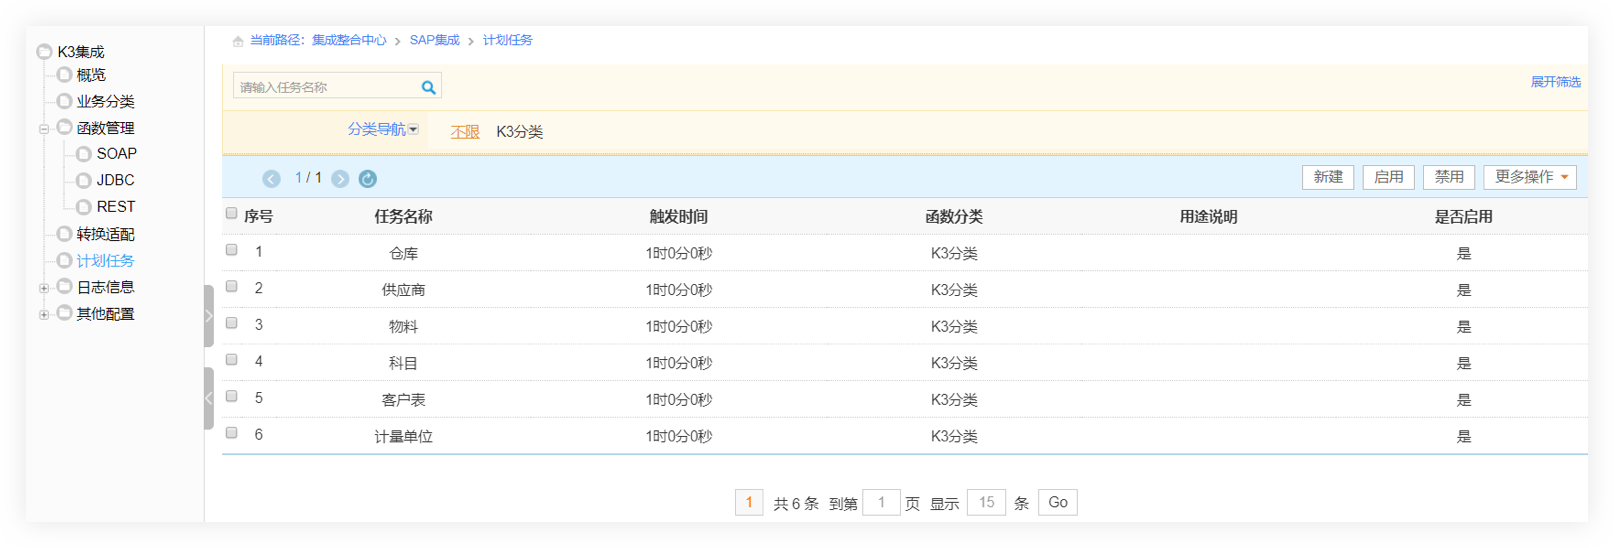 K3集成
概览
业务分类
函数管理
SOAP
JDBC
REST
转换适配
计划任务
日志信息
其他配置
当前路径：集成整合中心 > SAP集成 > 计划任务
请输入任务名称
展开筛选
分类导航 不限 K3分类
1 / 1
新建 启用 禁用 更多操作
序号 任务名称 触发时间 函数分类 用途说明 是否启用
1 仓库 1时0分0秒 K3分类 是
2 供应商 1时0分0秒 K3分类 是
3 物料 1时0分0秒 K3分类 是
4 科目 1时0分0秒 K3分类 是
5 客户表 1时0分0秒 K3分类 是
6 计量单位 1时0分0秒 K3分类 是
1 共 6 条 到第 1 页 显示 15 条 Go